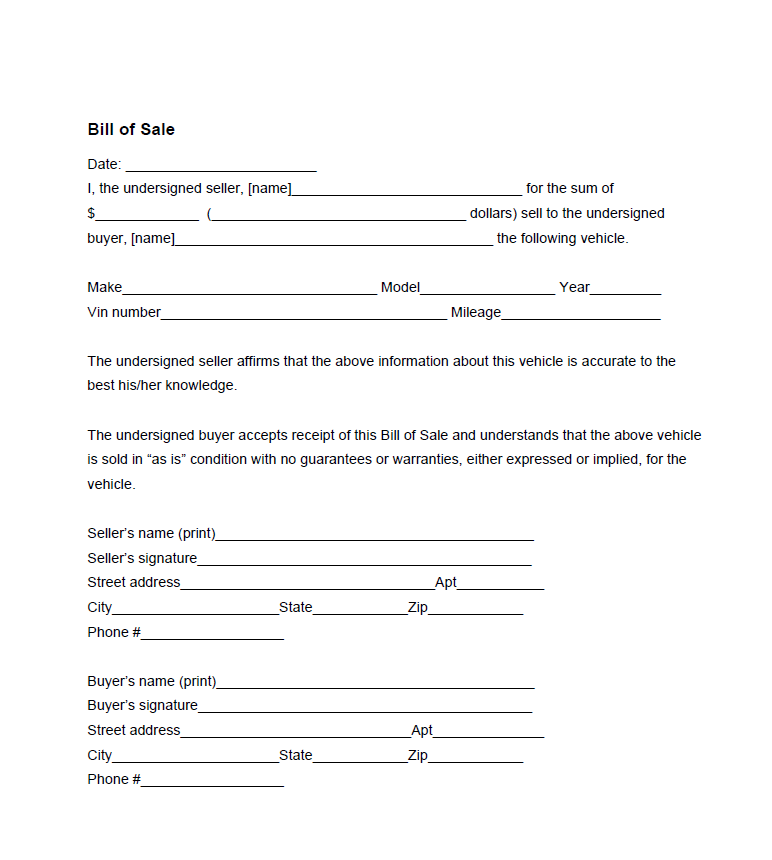 Bill of Sale
Date: ________________________
I, the undersigned seller, [name]_____________________________ for the sum of
$_____________ (________________________________ dollars) sell to the undersigned
buyer, [name]________________________________________ the following vehicle.
Make________________________________ Model_________________ Year_________
Vin number____________________________________ Mileage____________________
The undersigned seller affirms that the above information about this vehicle is accurate to the
best his/her knowledge.
The undersigned buyer accepts receipt of this Bill of Sale and understands that the above vehicle
is sold in “as is” condition with no guarantees or warranties, either expressed or implied, for the
vehicle.
Seller’s name (print)________________________________________
Seller’s signature__________________________________________
Street address________________________________Apt___________
City_____________________State____________Zip____________
Phone #__________________
Buyer’s name (print)________________________________________
Buyer’s signature__________________________________________
Street address_____________________________Apt______________
City_____________________State____________Zip____________
Phone #__________________